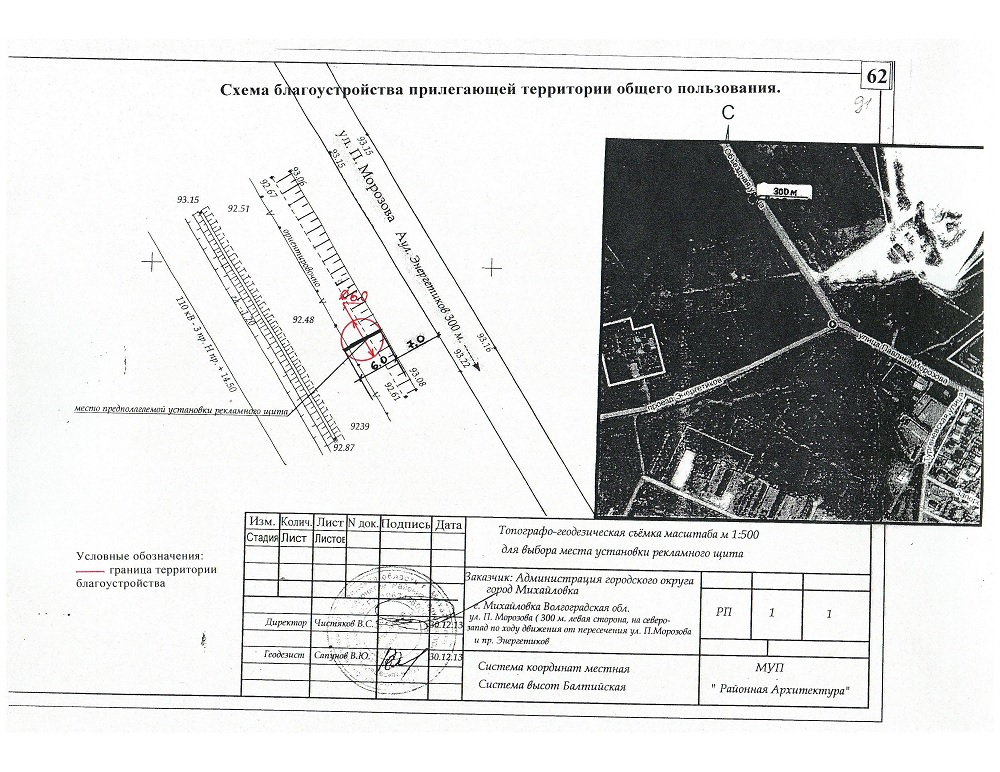 62
Схема благоустройства прилегающей территории общего пользования.
91
С
300 м
ул. П. Морозова
93.15
93.15
93.06
92.67
92.51
93.15
ориентировочно
Аул. Энергетиков 300 м.
110 кВ - 3 пр. Н пр. + 14.50
92.48
7.0
6.0
93.16
93.22
93.08
92.61
место предполагаемой установки рекламного щита
9239
92.87
улица Павлика Морозова
проезд Энергетиков
Изм. Колич. Лист N док. Подпись Дата
Стадия Лист Листов
Топографо-геодезическая съёмка масштаба м 1:500
для выбора места установки рекламного щита
Условные обозначения:
граница территории
благоустройства
Заказчик: Администрация городского округа
город Михайловка
г. Михайловка Волгоградская обл.
ул. П. Морозова ( 300 м. левая сторона, на северо-
запад по ходу движения от пересечения ул. П.Морозова
и пр. Энергетиков
РП 1 1
Директор Чистяков В.С. 30.12.13
Геодезист Сапунов В.Ю. 30.12.13
Система координат местная
Система высот Балтийская
МУП
" Районная Архитектура"